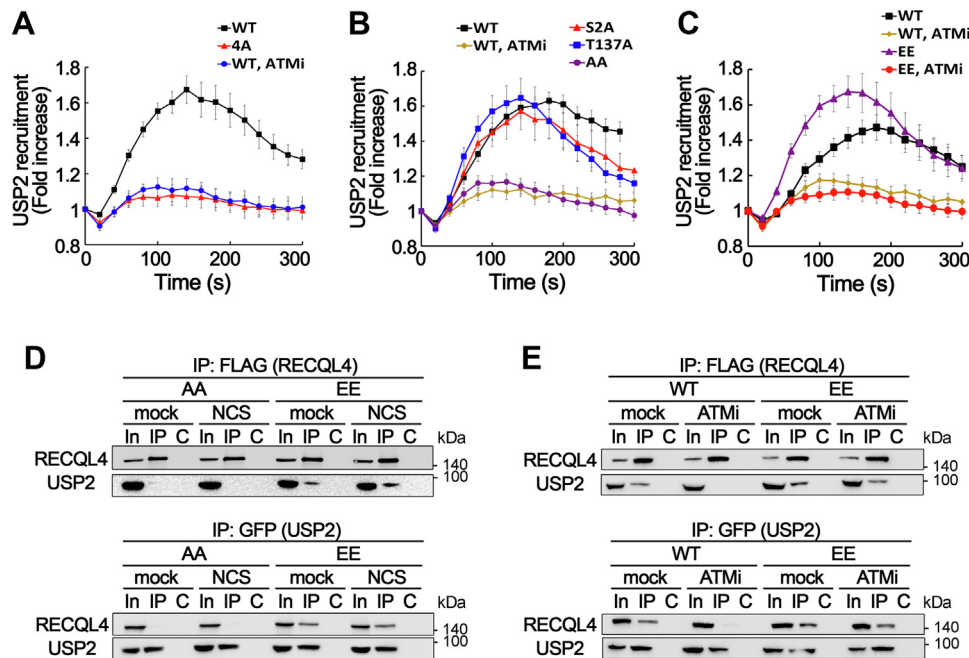 A
WT
4A
WT, ATMi
USP2 recruitment
(Fold increase)
1.8
1.6
1.4
1.2
1
0.8
0 100 200 300
Time (s)
B
WT S2A
WT, ATMi T137A
AA
USP2 recruitment
(Fold increase)
1.8
1.6
1.4
1.2
1
0.8
0 100 200 300
Time (s)
C
WT
WT, ATMi
EE
EE, ATMi
USP2 recruitment
(Fold increase)
1.8
1.6
1.4
1.2
1.0
0.8
0 100 200 300
Time (s)
D
IP: FLAG (RECQL4)
AA EE
mock NCS mock NCS
In IP C In IP C In IP C In IP C kDa
RECQL4 140
USP2 100
IP: GFP (USP2)
AA EE
mock NCS mock NCS
In IP C In IP C In IP C In IP C kDa
RECQL4 140
USP2 100
E
IP: FLAG (RECQL4)
WT EE
mock ATMi mock ATMi
In IP C In IP C In IP C In IP C kDa
RECQL4 140
USP2 100
IP: GFP (USP2)
WT EE
mock ATMi mock ATMi
In IP C In IP C In IP C In IP C kDa
RECQL4 140
USP2 100